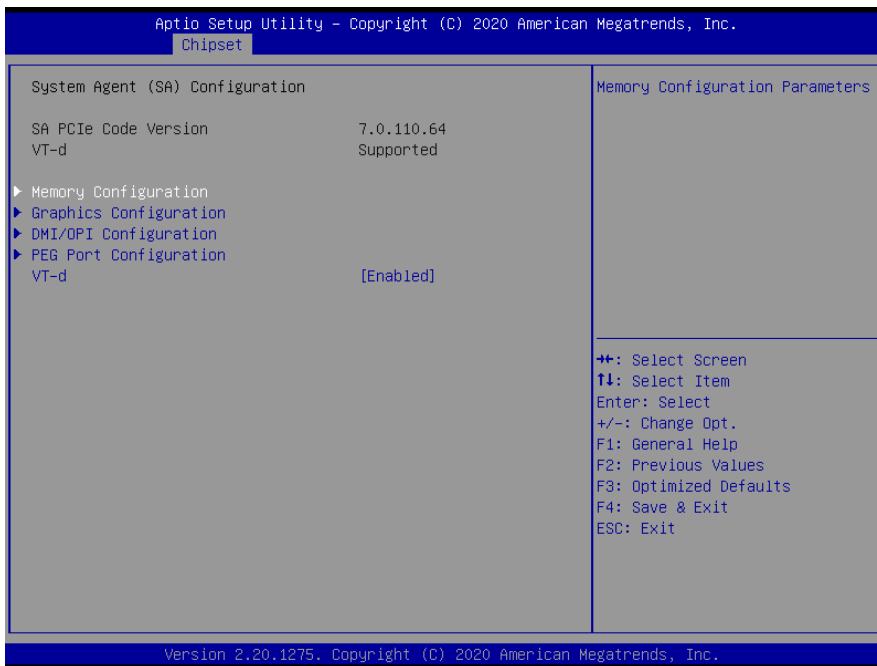 Aptio Setup Utility – Copyright (C) 2020 American Megatrends, Inc.
Chipset
System Agent (SA) Configuration
SA PCIe Code Version 7.0.110.64
VT-d Supported
Memory Configuration
Graphics Configuration
DMI/OPI Configuration
PEG Port Configuration
VT-d [Enabled]
Memory Configuration Parameters
→←: Select Screen
↑↓: Select Item
Enter: Select
+/-: Change Opt.
F1: General Help
F2: Previous Values
F3: Optimized Defaults
F4: Save & Exit
ESC: Exit
Version 2.20.1275. Copyright (C) 2020 American Megatrends, Inc.